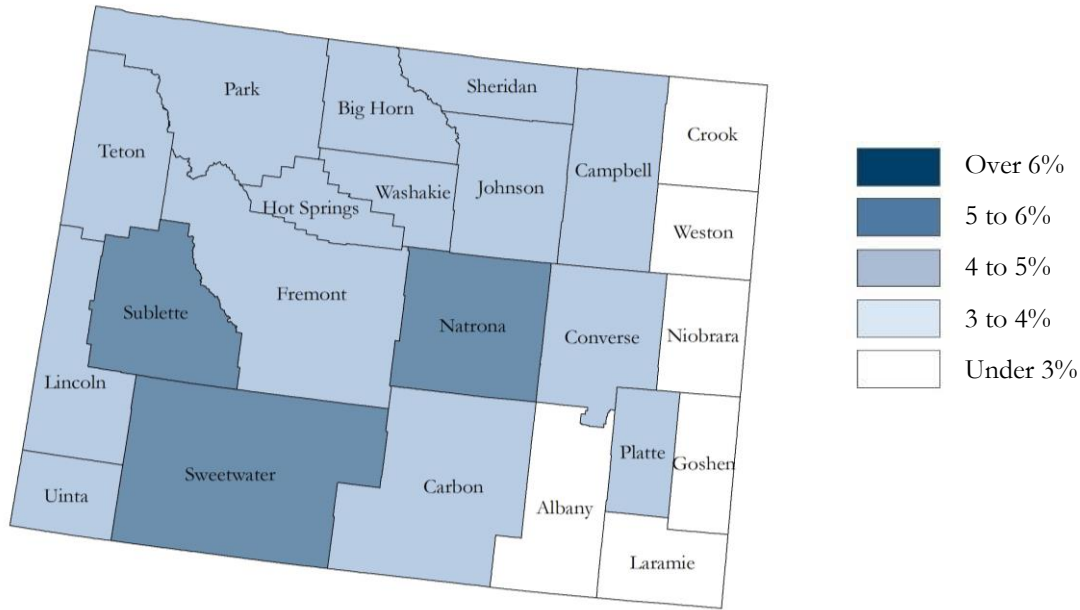 Park
Big Horn
Sheridan
Crook
Teton
Campbell
Washakie
Johnson
Hot Springs
Weston
Fremont
Sublette
Natrona
Converse
Niobrara
Lincoln
Platte
Goshen
Sweetwater
Carbon
Uinta
Albany
Laramie
Over 6%
5 to 6%
4 to 5%
3 to 4%
Under 3%